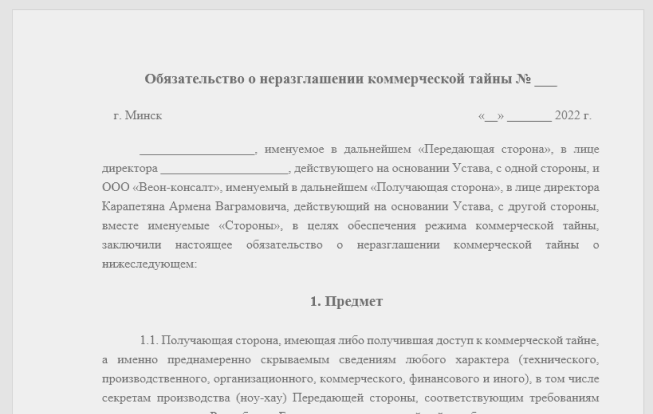 Обязательство о неразглашении коммерческой тайны № ___
г. Минск «__» _______ 2022 г.
__________________, именуемое в дальнейшем «Передающая сторона», в лице
директора ____________________, действующего на основании Устава, с одной стороны, и
ООО «Веон-консалт», именуемый в дальнейшем «Получающая сторона», в лице директора
Карапетяна Армена Ваграмовича, действующий на основании Устава, с другой стороны,
вместе именуемые «Стороны», в целях обеспечения режима коммерческой тайны,
заключили настоящее обязательство о неразглашении коммерческой тайны о
нижеследующем:
1. Предмет
1.1. Получающая сторона, имеющая либо получившая доступ к коммерческой тайне,
а именно преднамеренно скрываемым сведениям любого характера (технического,
производственного, организационного, коммерческого, финансового и иного), в том числе
секретам производства (ноу-хау) Передающей стороны, соответствующим требованиям